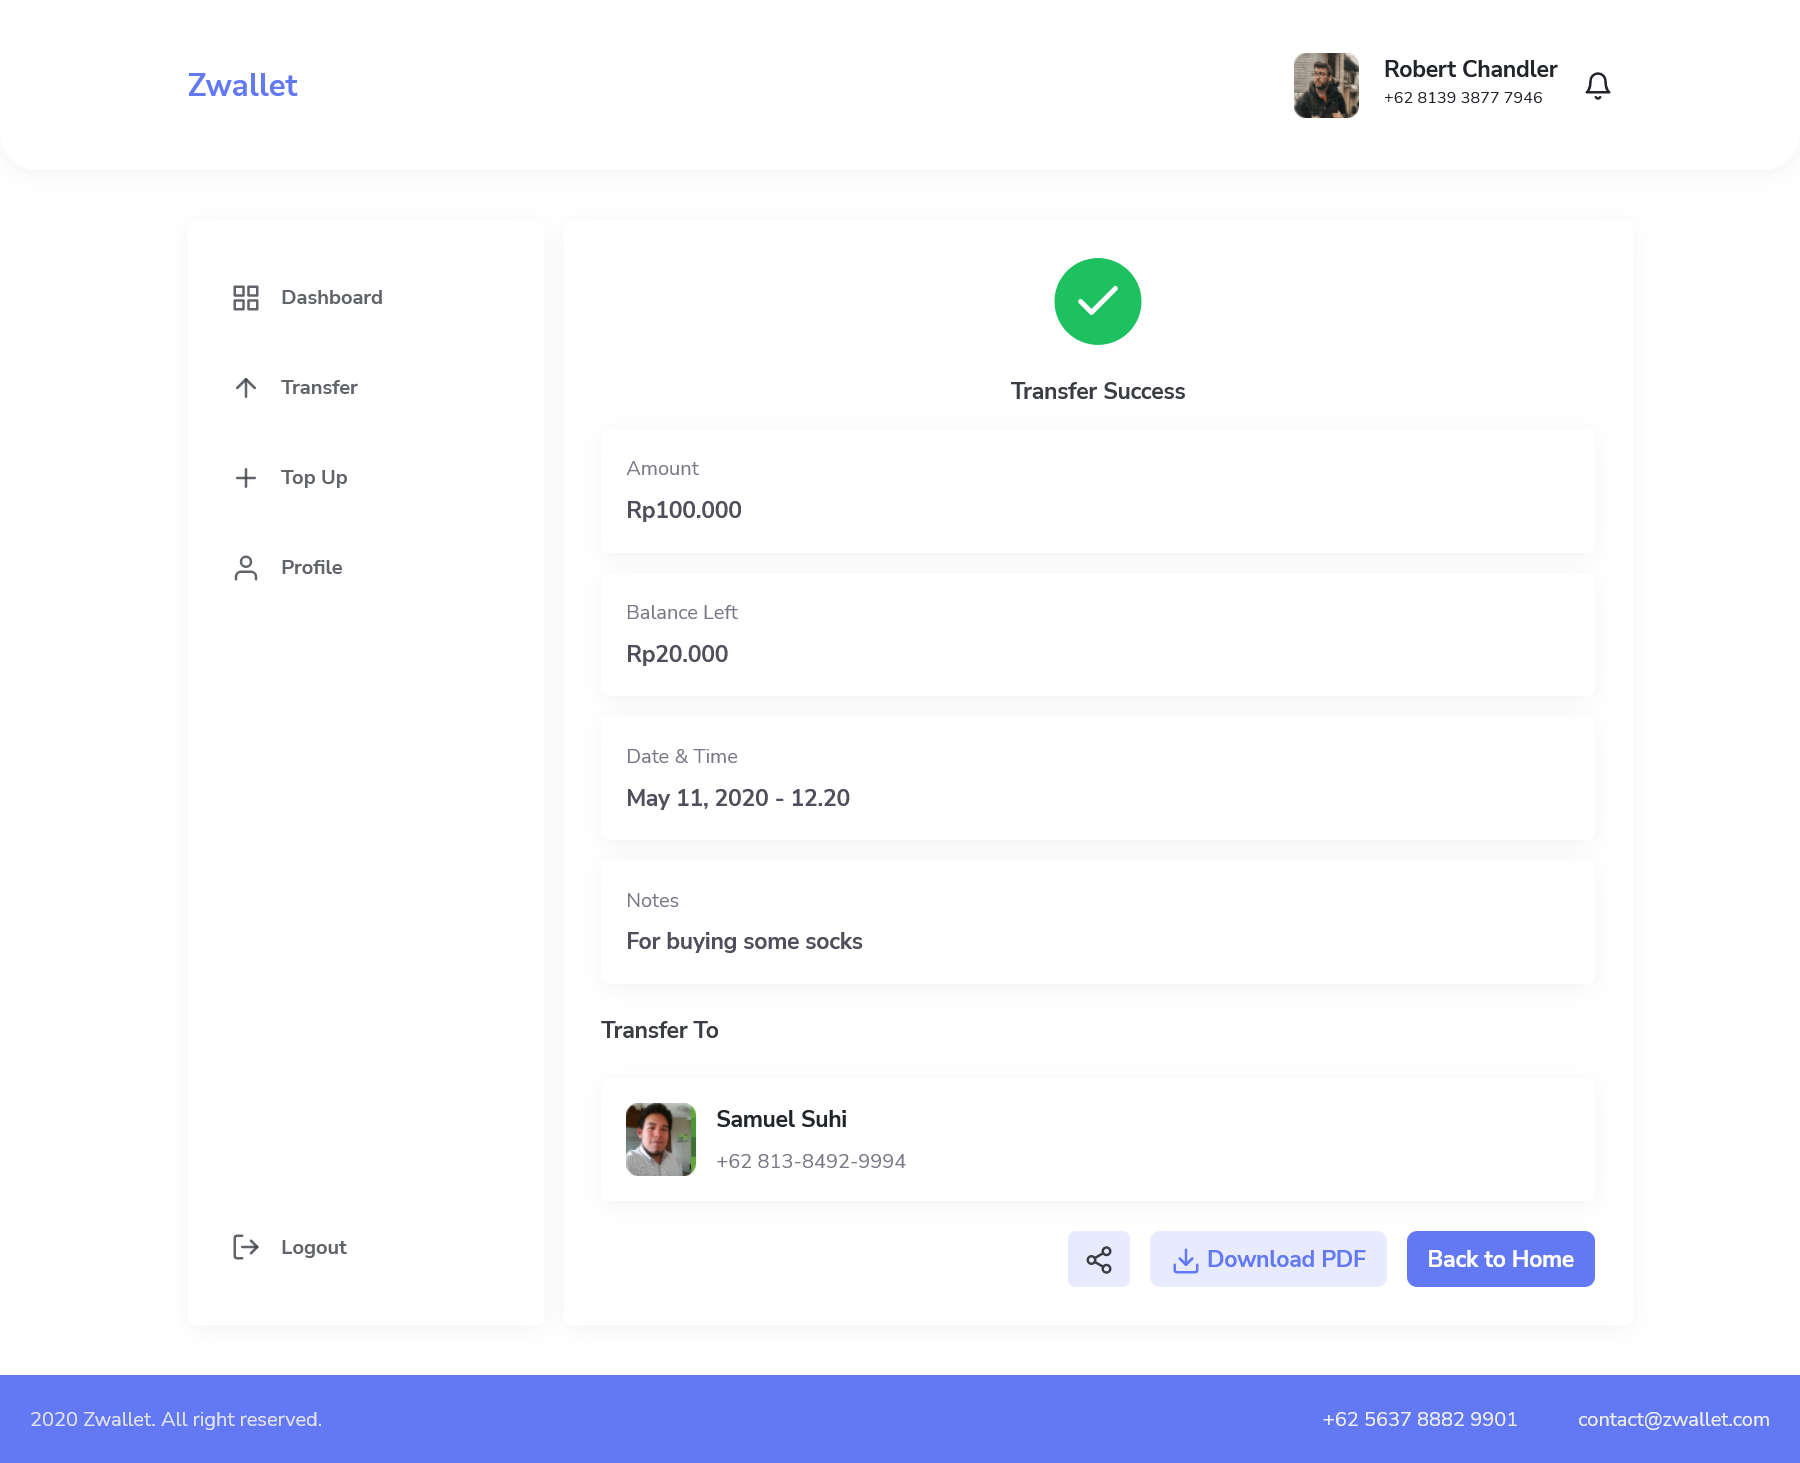 Zwallet
Robert Chandler
+62 8139 3877 7946
Dashboard
Transfer
Top Up
Profile
Logout
Transfer Success
Amount
Rp100.000
Balance Left
Rp20.000
Date & Time
May 11, 2020 - 12.20
Notes
For buying some socks
Transfer To
Samuel Suhi
+62 813-8492-9994
Download PDF
Back to Home
2020 Zwallet. All right reserved.
+62 5637 8882 9901
contact@zwallet.com